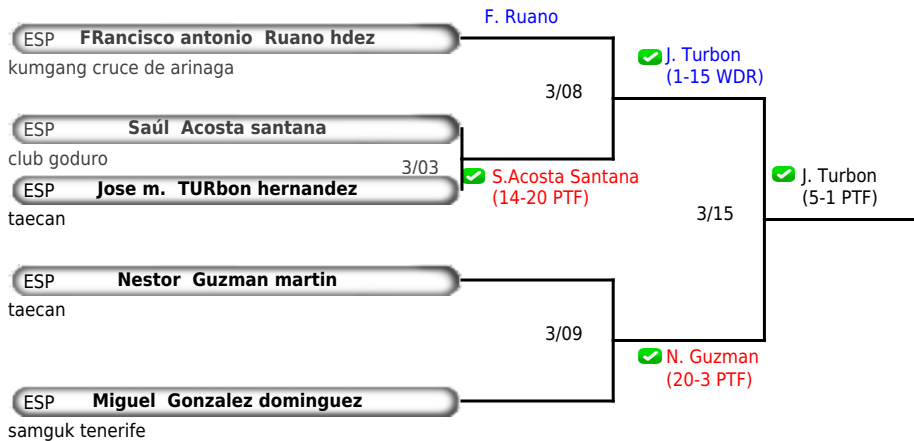 F. Ruano
ESP FRancisco antonio Ruano hdez
kumgang cruce de arinaga
J. Turbon
(1-15 WDR)
3/08
ESP Saúl Acosta santana
club goduro
3/03
S.Acosta Santana
(14-20 PTF)
ESP Jose m. TURbon hernandez
taecan
J. Turbon
(5-1 PTF)
3/15
ESP Nestor Guzman martin
taecan
3/09
N. Guzman
(20-3 PTF)
ESP Miguel Gonzalez dominguez
samguk tenerife